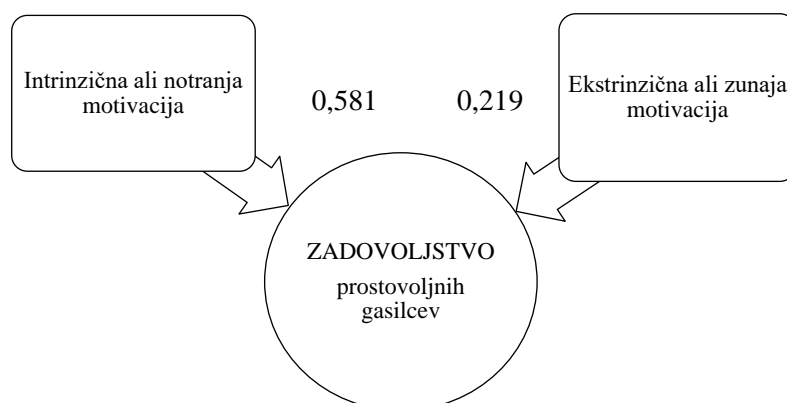 Intrinzična ali notranja
motivacija
0,581
0,219
Ekstrinzična ali zunaja
motivacija
ZADOVOLJSTVO
prostovoljnih
gasilcev